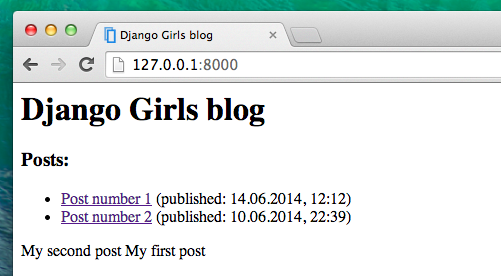 Django Girls blog
127.0.0.1:8000
Django Girls blog
Posts:
Post number 1 (published: 14.06.2014, 12:12)
Post number 2 (published: 10.06.2014, 22:39)
My second post My first post